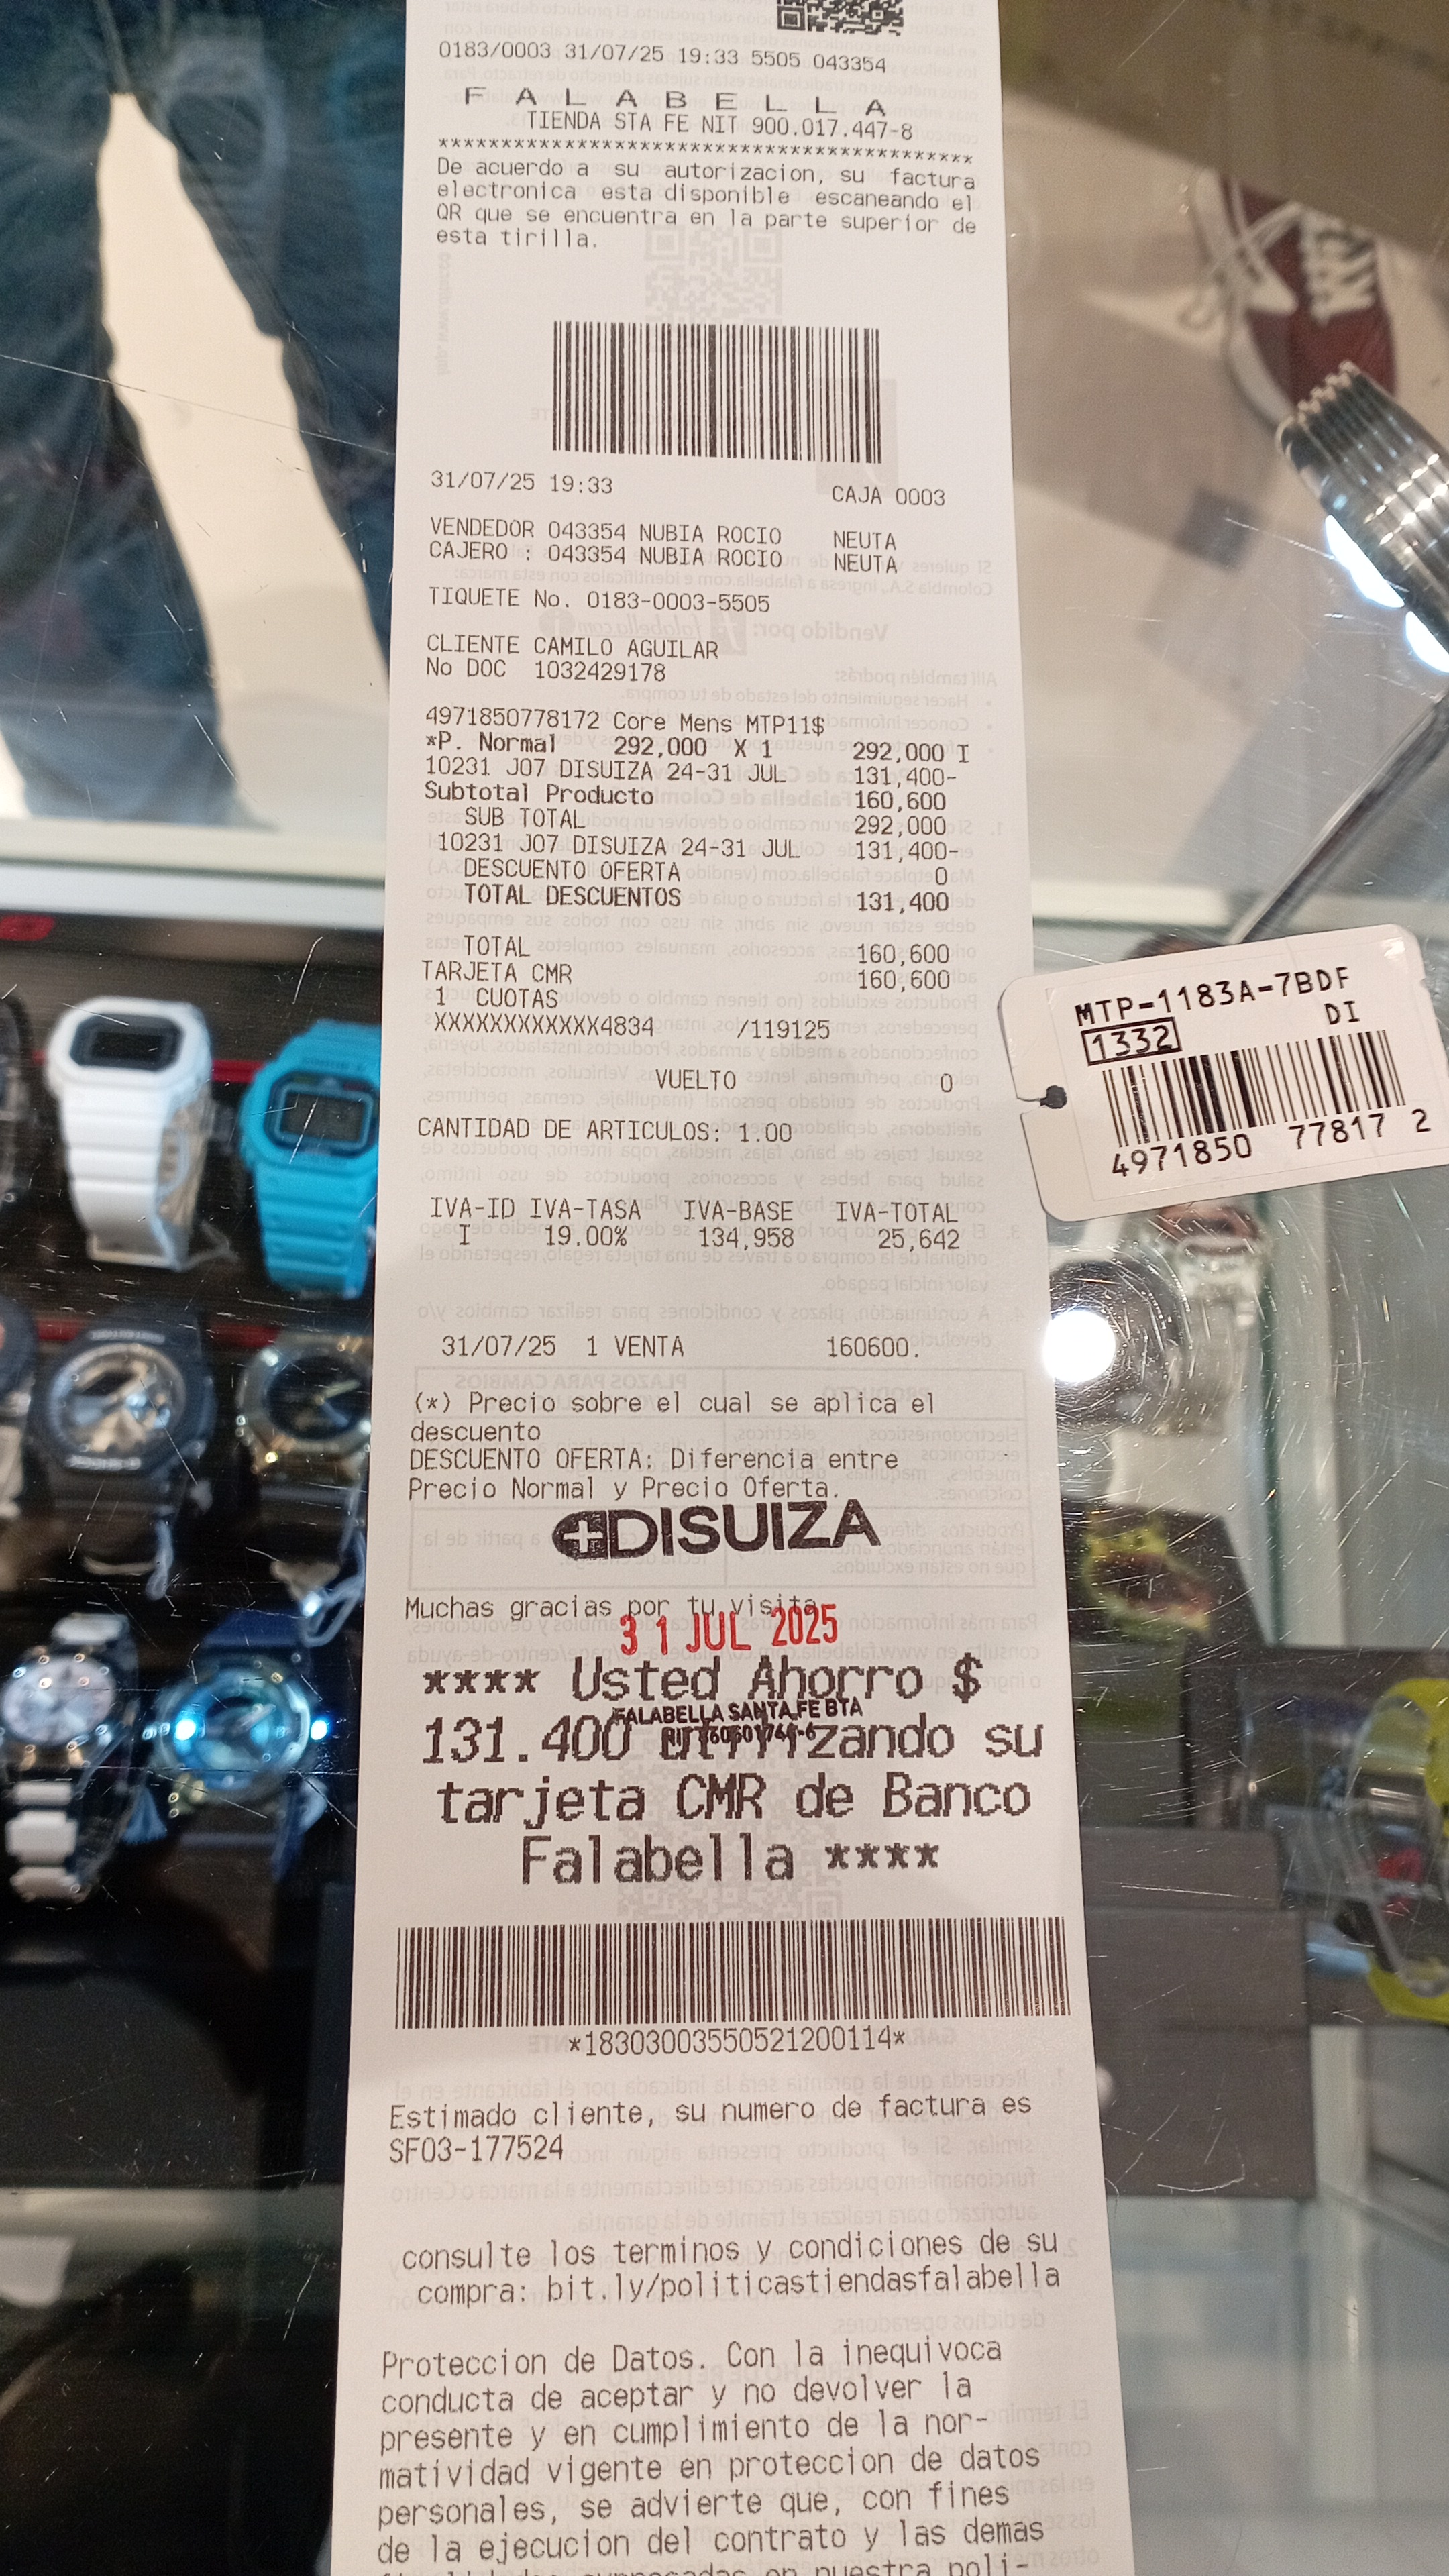 0183/0003 31/07/25 19:33 5505 043354
F A L A B E L L A
TIENDA STA FE NIT 900.017.447-8
*******************************************
De acuerdo a su autorizacion, su factura
electronica esta disponible escaneando el
QR que se encuentra en la parte superior de
esta tirilla.
31/07/25 19:33 CAJA 0003
VENDEDOR 043354 NUBIA ROCIO NEUTA
CAJERO : 043354 NUBIA ROCIO NEUTA
TIQUETE No. 0183-0003-5505
CLIENTE CAMILO AGUILAR
No DOC 1032429178
4971850778172 Core Mens MTP11$
*P. Normal 292,000 X 1 292,000 I
10231 J07 DISUIZA 24-31 JUL 131,400-
Subtotal Producto 160,600
SUB TOTAL 292,000
10231 J07 DISUIZA 24-31 JUL 131,400-
DESCUENTO OFERTA 0
TOTAL DESCUENTOS 131,400
TOTAL 160,600
TARJETA CMR 160,600
1 CUOTAS
XXXXXXXXXXXX4834 /119125
VUELTO 0
CANTIDAD DE ARTICULOS: 1.00
IVA-ID IVA-TASA IVA-BASE IVA-TOTAL
I 19.00% 134,958 25,642
31/07/25 1 VENTA 160600.
(*) Precio sobre el cual se aplica el
descuento
DESCUENTO OFERTA: Diferencia entre
Precio Normal y Precio Oferta.
DISUIZA
Muchas gracias por tu visita
31 JUL 2025
**** Usted Ahorro $
FALABELLA SANTA FE BTA
131.400 utilizando su
tarjeta CMR de Banco
Falabella ****
*18303003550521200114*
Estimado cliente, su numero de factura es
SF03-177524
consulte los terminos y condiciones de su
compra: bit.ly/politicastiendasfalabella
Proteccion de Datos. Con la inequivoca
conducta de aceptar y no devolver la
presente y en cumplimiento de la nor-
matividad vigente en proteccion de datos
personales, se advierte que, con fines
de la ejecucion del contrato y las demas
MTP-1183A-7BDF
DI
1332
4971850 77817 2